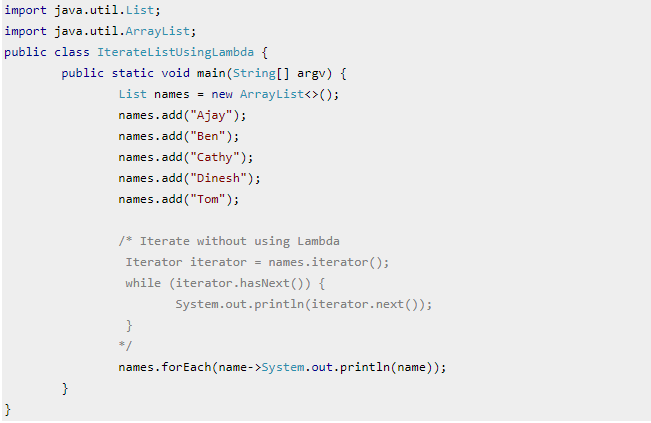 import java.util.List;
import java.util.ArrayList;
public class IterateListUsingLambda {
public static void main(String[] argv) {
List names = new ArrayList<>();
names.add("Ajay");
names.add("Ben");
names.add("Cathy");
names.add("Dinesh");
names.add("Tom");
/* Iterate without using Lambda
Iterator iterator = names.iterator();
while (iterator.hasNext()) {
System.out.println(iterator.next());
}
*/
names.forEach(name->System.out.println(name));
}
}